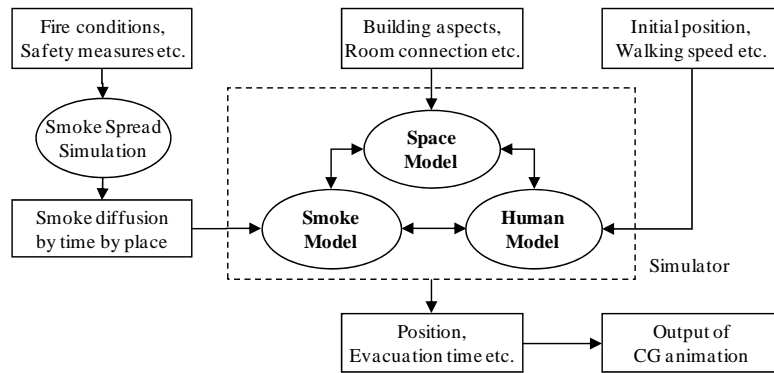 Fire conditions,
Safety measures etc.
Building aspects,
Room connection etc.
Initial position,
Walking speed etc.
Smoke Spread
Simulation
Space
Model
Smoke diffusion
by time by place
Smoke
Model
Human
Model
Simulator
Position,
Evacuation time etc.
Output of
CG animation